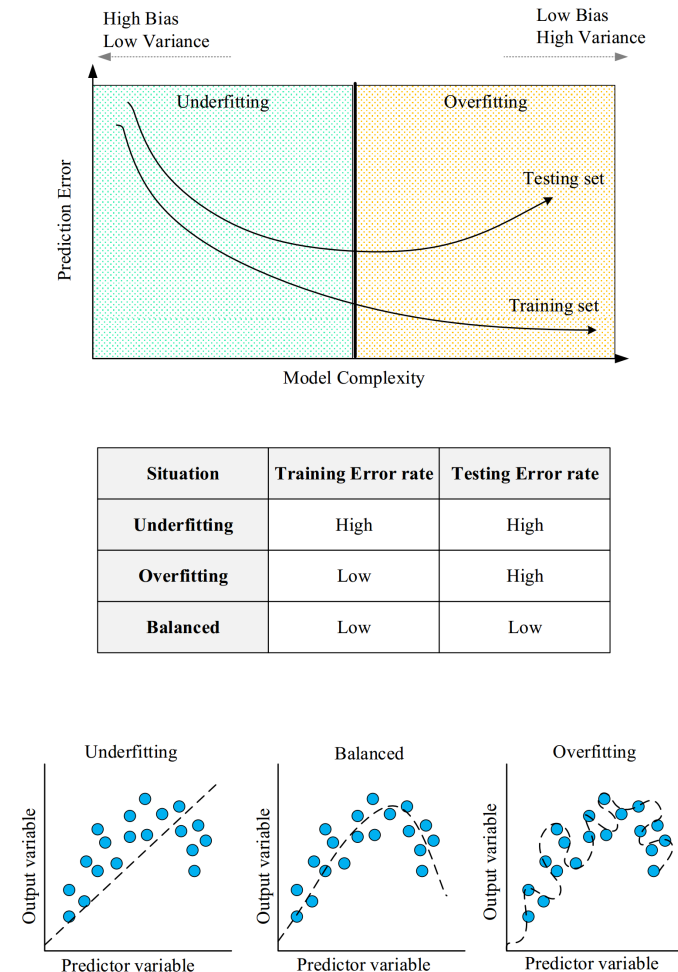 High Bias
Low Variance
Low Bias
High Variance
Underfitting
Overfitting
Testing set
Training set
Prediction Error
Model Complexity
Situation Training Error rate Testing Error rate
Underfitting High High
Overfitting Low High
Balanced Low Low
Underfitting
Balanced
Overfitting
Output variable
Output variable
Output variable
Predictor variable
Predictor variable
Predictor variable